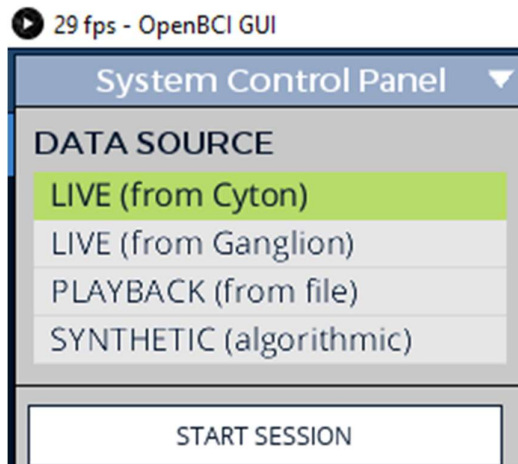 29 fps - OpenBCI GUI
System Control Panel
DATA SOURCE
LIVE (from Cyton)
LIVE (from Ganglion)
PLAYBACK (from file)
SYNTHETIC (algorithmic)
START SESSION